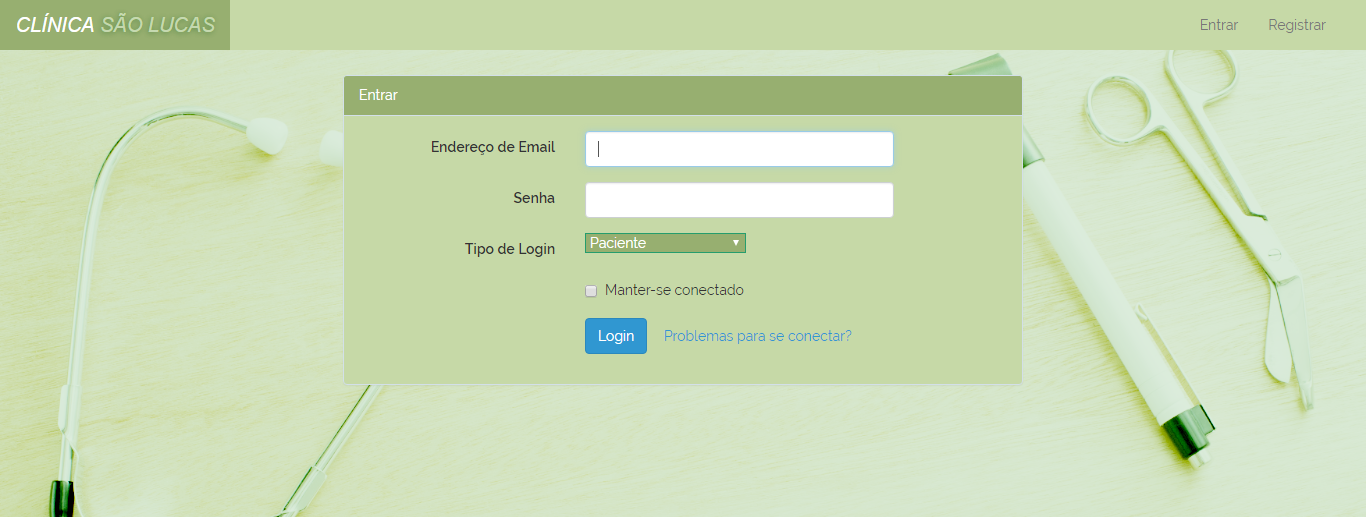 CLÍNICA SÃO LUCAS
Entrar
Registrar
Entrar
Endereço de Email
Senha
Tipo de Login
Paciente
Manter-se conectado
Login
Problemas para se conectar?